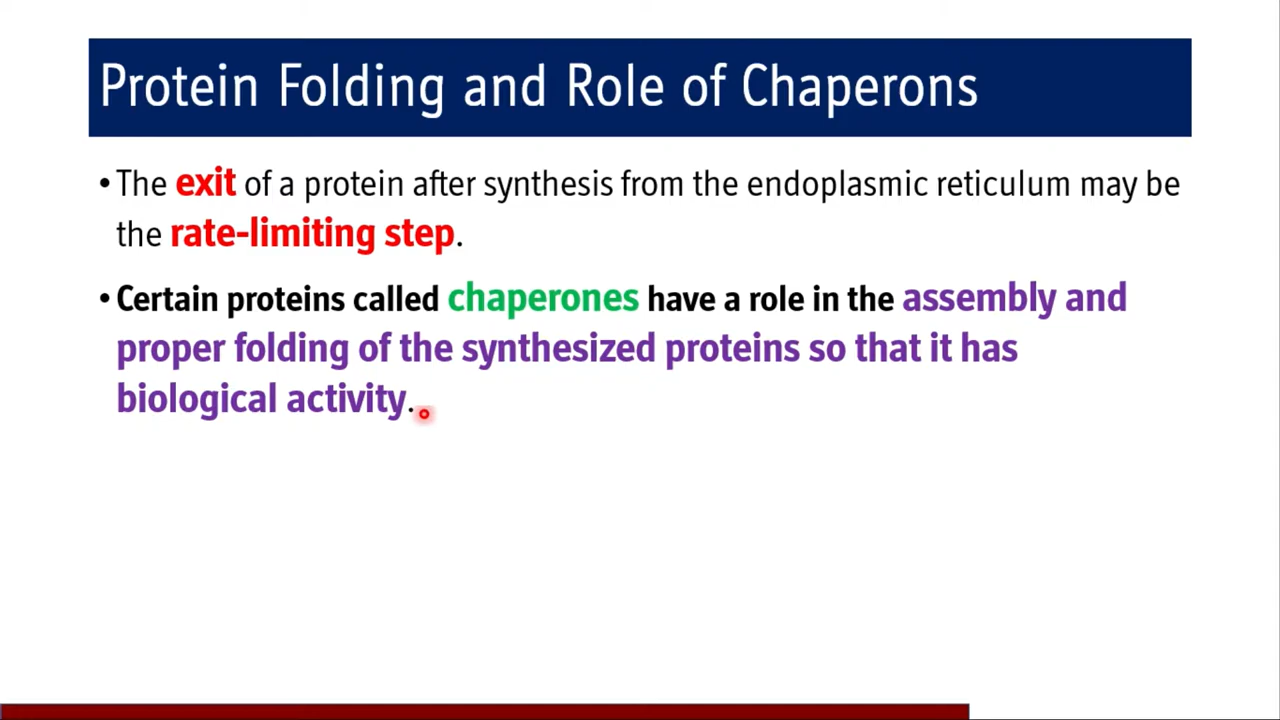 Protein Folding and Role of Chaperons
• The exit of a protein after synthesis from the endoplasmic reticulum may be
the rate-limiting step.
• Certain proteins called chaperones have a role in the assembly and
proper folding of the synthesized proteins so that it has
biological activity.